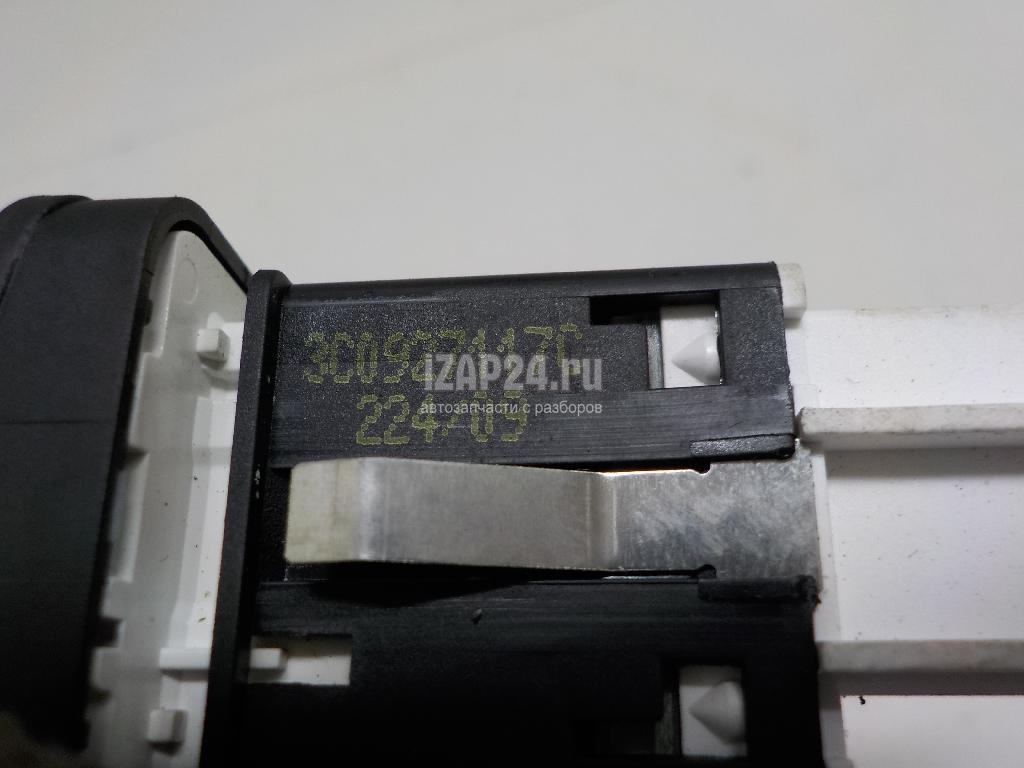 3C0927117C
iZAP24.ru
автозапчасти с разборов
224/09